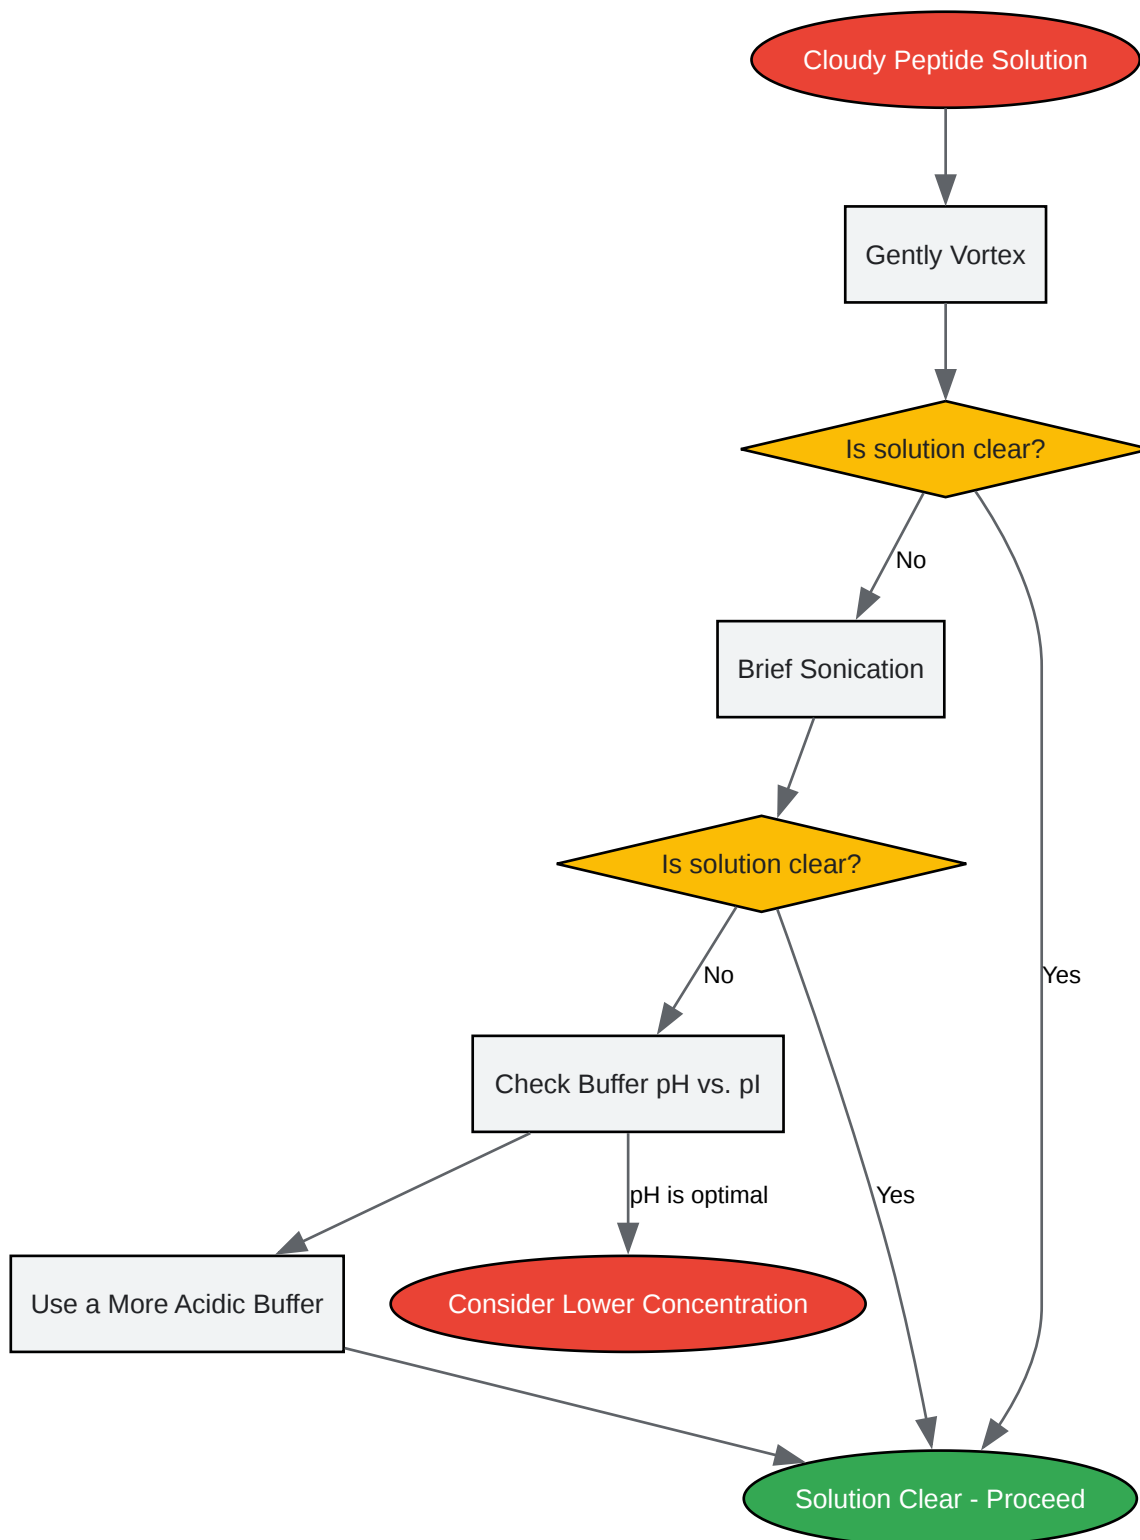 Cloudy Peptide Solution
Gently Vortex
Is solution clear?
No
Brief Sonication
Is solution clear?
No
Yes
Check Buffer pH vs. pI
pH is optimal
Yes
Use a More Acidic Buffer
Consider Lower Concentration
Solution Clear - Proceed